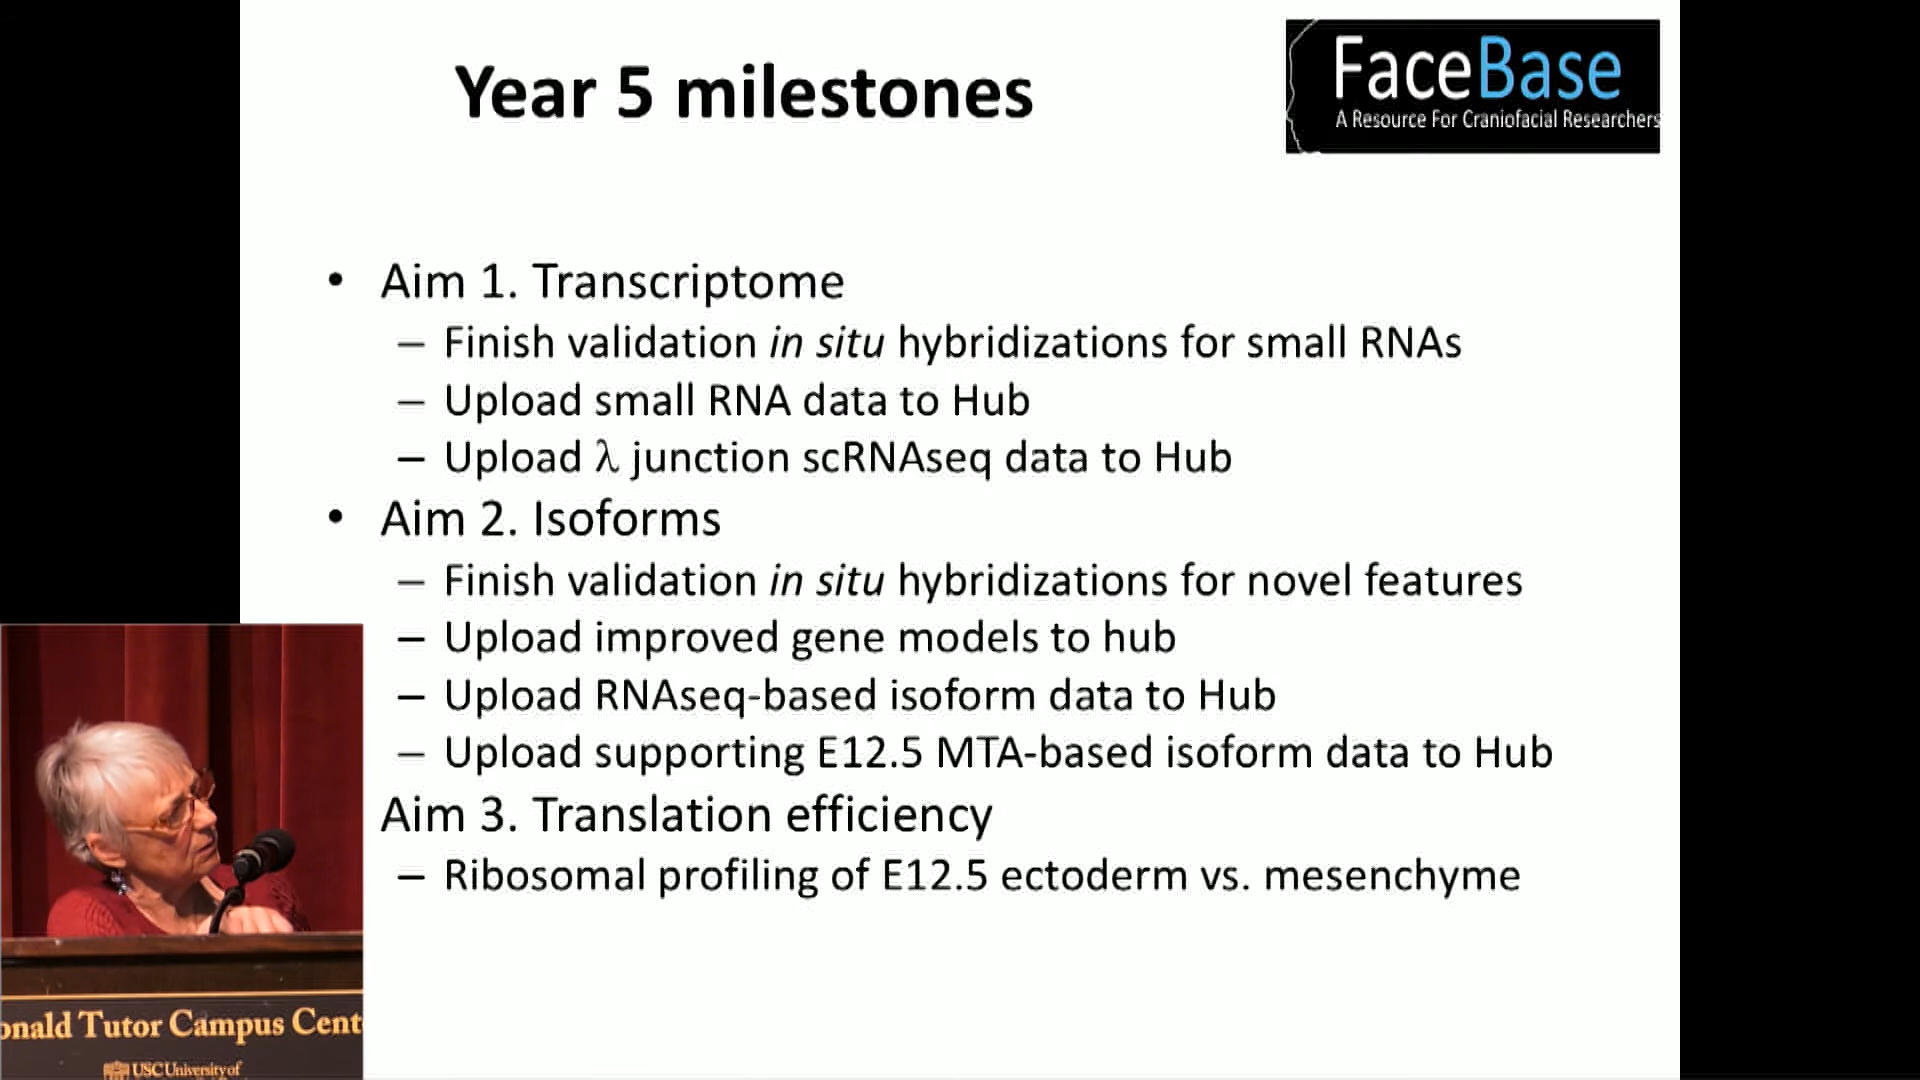 Year 5 milestones
FaceBase
A Resource For Craniofacial Researchers
• Aim 1. Transcriptome
– Finish validation in situ hybridizations for small RNAs
– Upload small RNA data to Hub
– Upload λ junction scRNAseq data to Hub
• Aim 2. Isoforms
– Finish validation in situ hybridizations for novel features
– Upload improved gene models to hub
– Upload RNAseq-based isoform data to Hub
– Upload supporting E12.5 MTA-based isoform data to Hub
Aim 3. Translation efficiency
– Ribosomal profiling of E12.5 ectoderm vs. mesenchyme
onald Tutor Campus Cent
USC University of